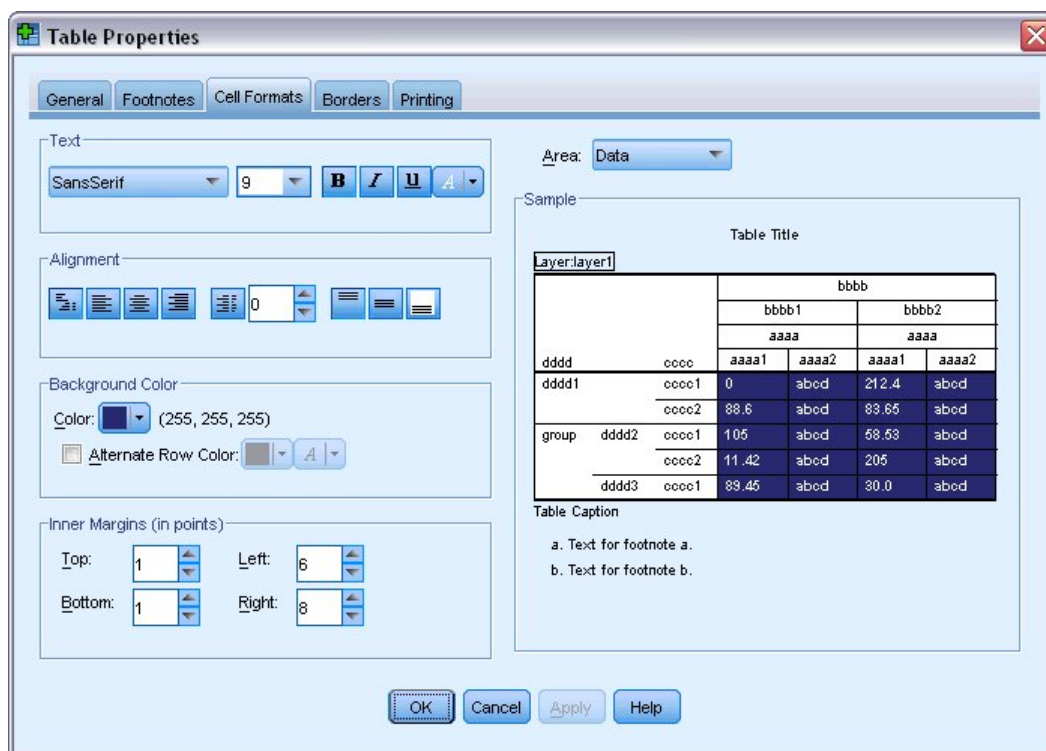 Table Properties
General Footnotes Cell Formats Borders Printing
Text
SansSerif 9 B I U A
Alignment
0
Background Color
Color: (255, 255, 255)
Alternate Row Color: A
Inner Margins (in points)
Top: 1 Left: 6
Bottom: 1 Right: 8
Area: Data
Sample
Table Title
Layer:layer1
bbbb
bbbb1 bbbb2
aaaa aaaa
dddd cccc aaaa1 aaaa2 aaaa1 aaaa2
dddd1 cccc1 0 abcd 212.4 abcd
cccc2 88.6 abcd 83.65 abcd
group dddd2 cccc1 105 abcd 58.53 abcd
cccc2 11.42 abcd 205 abcd
dddd3 cccc1 89.45 abcd 30.0 abcd
Table Caption
a. Text for footnote a.
b. Text for footnote b.
OK Cancel Apply Help